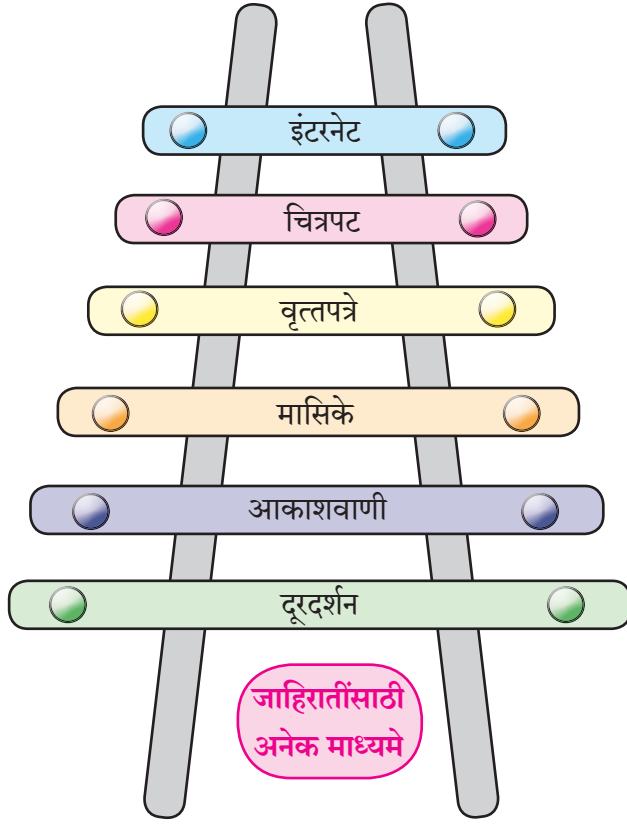 इंटरनेट
चित्रपट
वृत्तपत्रे
मासिके
आकाशवाणी
दूरदर्शन
जाहिरातींसाठी
अनेक माध्यमे